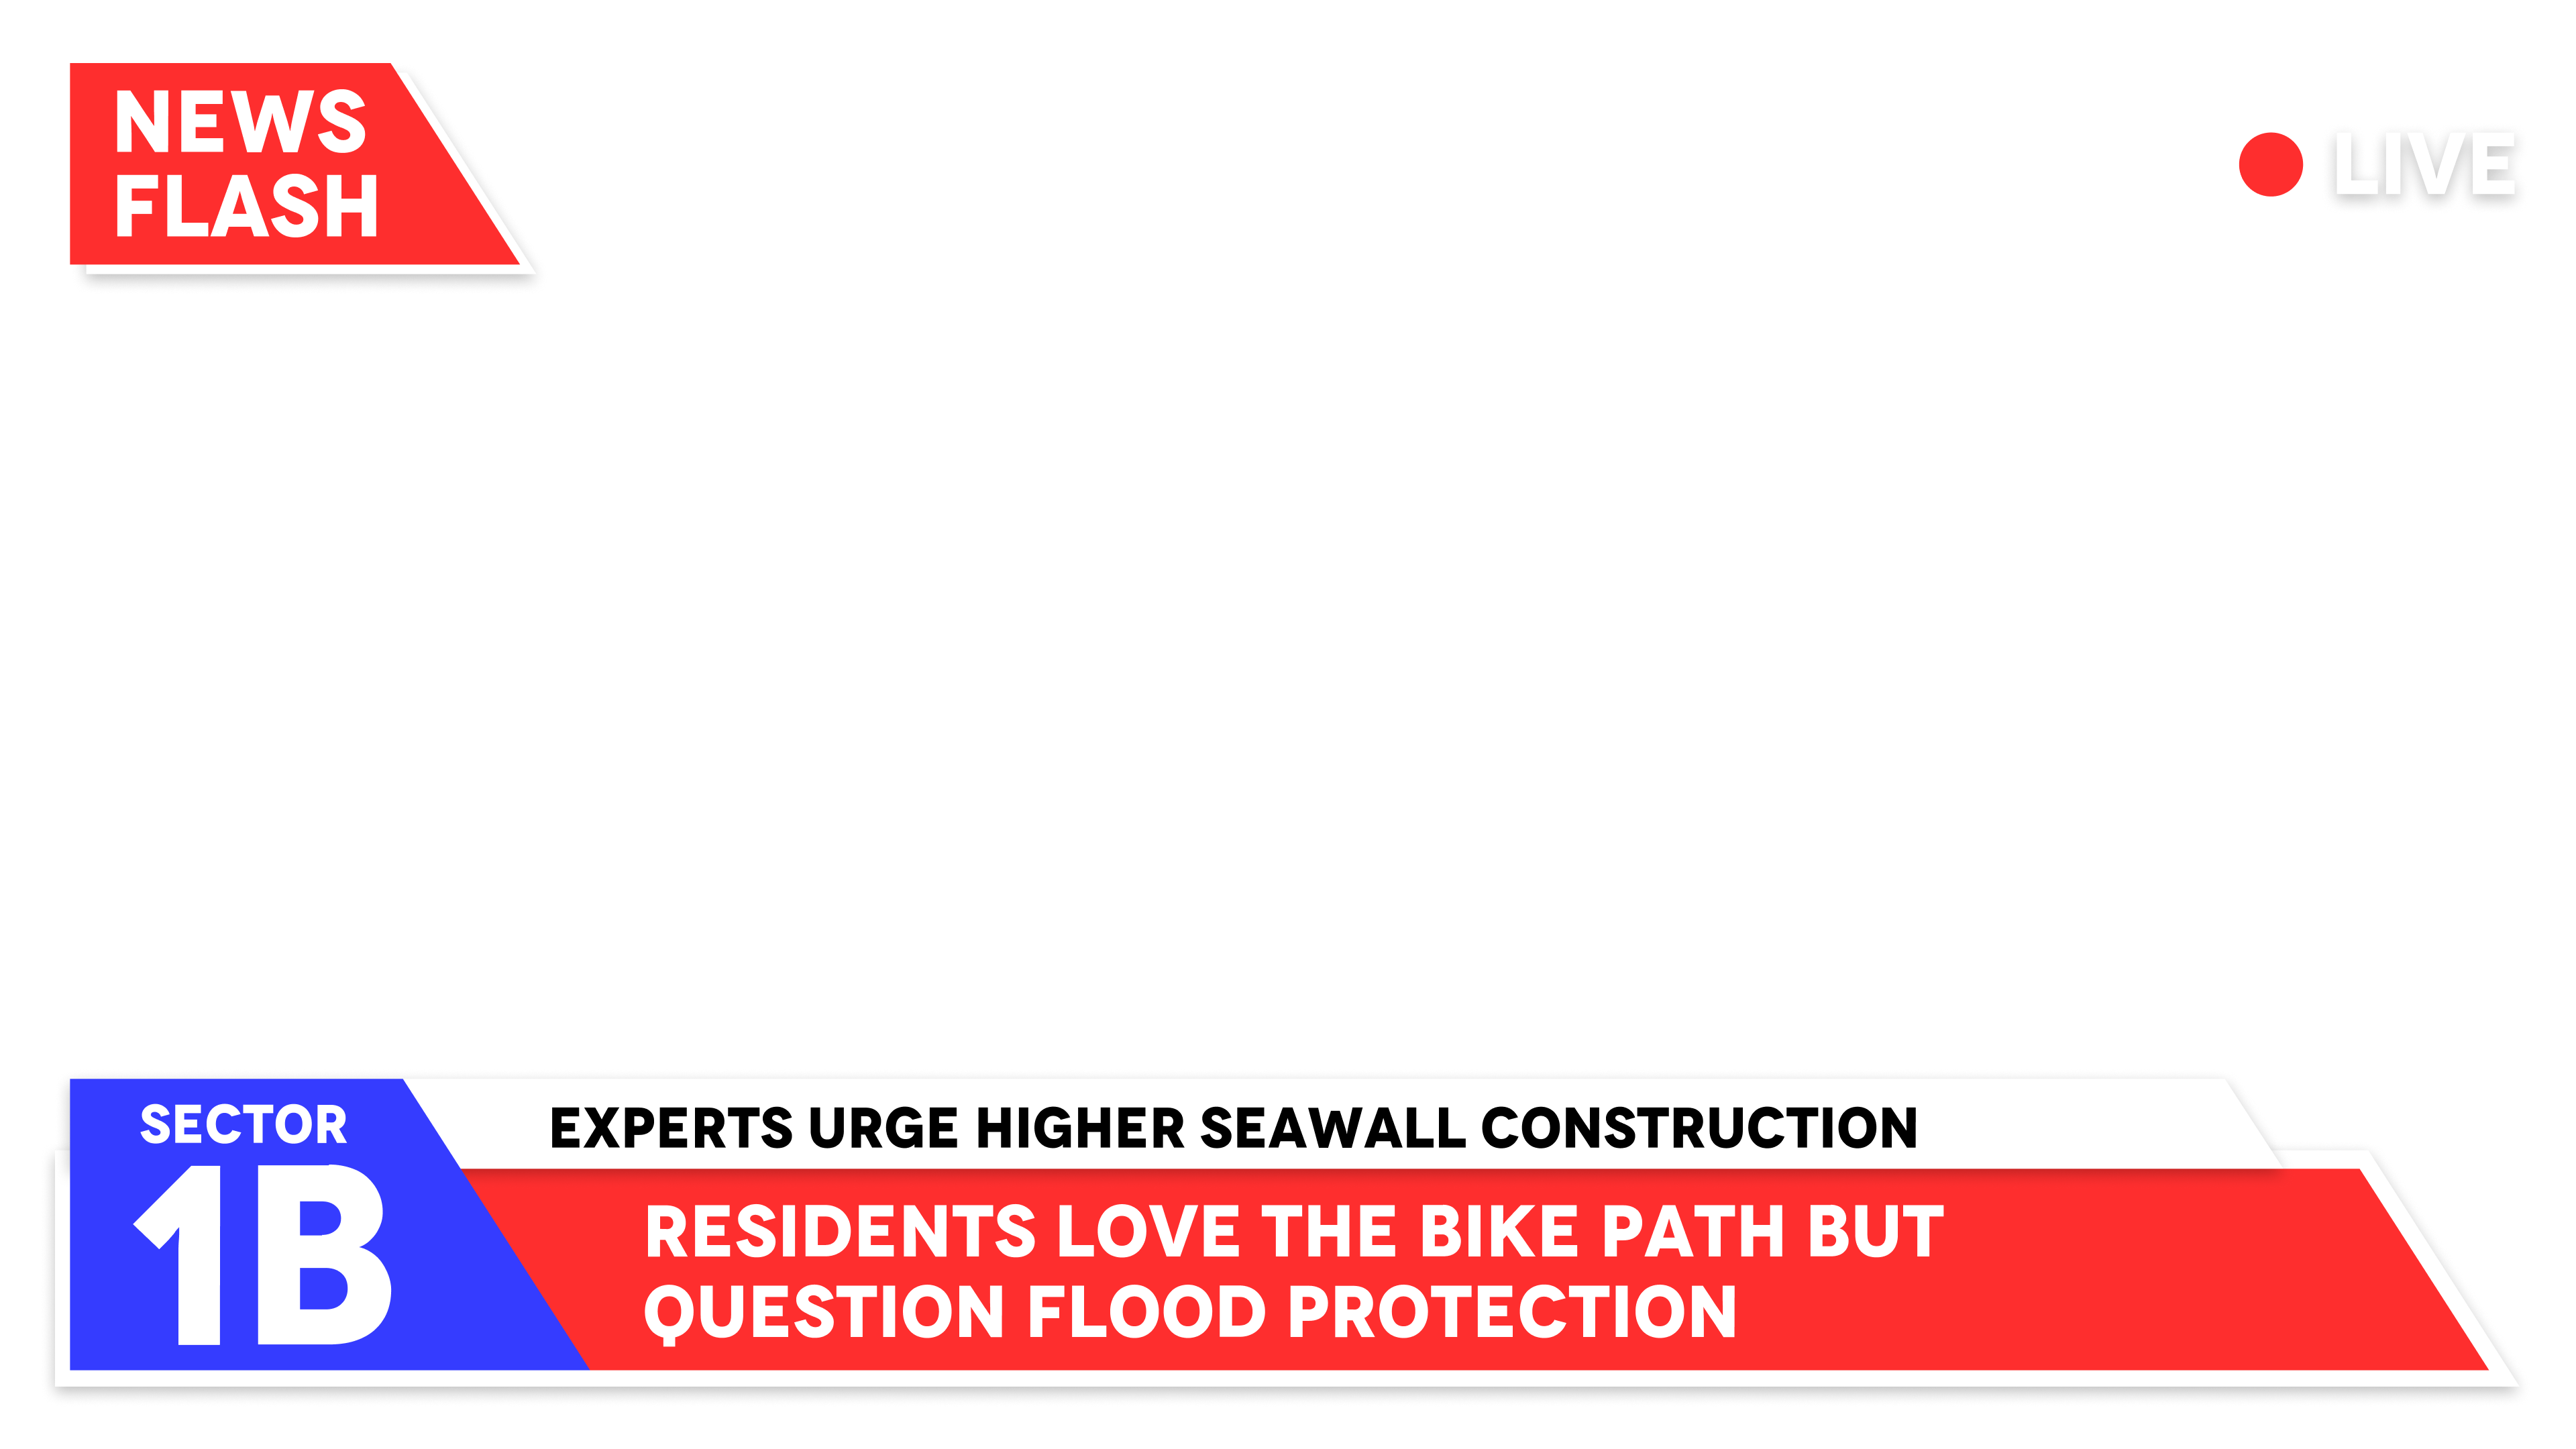 NEWS
FLASH
LIVE
SECTOR
1B
EXPERTS URGE HIGHER SEAWALL CONSTRUCTION
RESIDENTS LOVE THE BIKE PATH BUT
QUESTION FLOOD PROTECTION